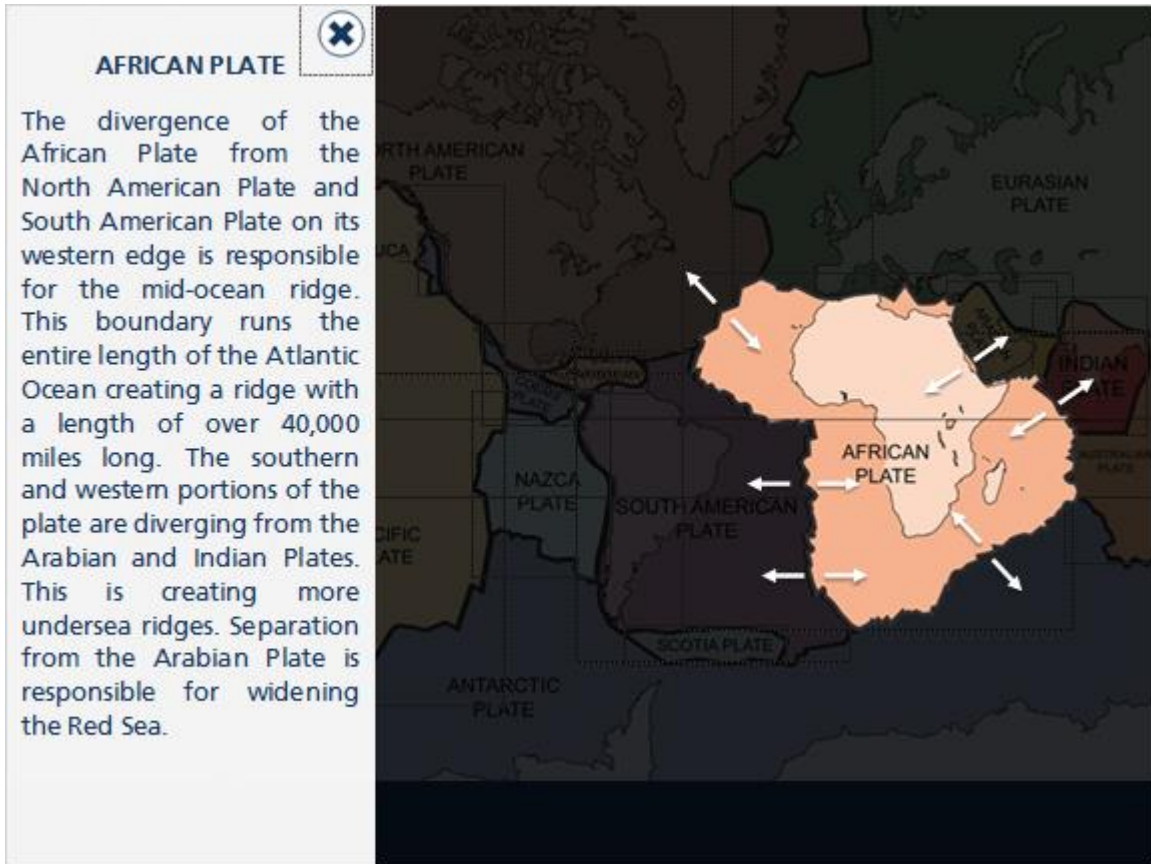 AFRICAN PLATE
The divergence of the
African Plate from the
North American Plate and
South American Plate on its
western edge is responsible
for the mid-ocean ridge.
This boundary runs the
entire length of the Atlantic
Ocean creating a ridge with
a length of over 40,000
miles long. The southern
and western portions of the
plate are diverging from the
Arabian and Indian Plates.
This is creating more
undersea ridges. Separation
from the Arabian Plate is
responsible for widening
the Red Sea.
RTH AMERICAN
PLATE
EURASIAN
PLATE
INDIAN
PLATE
AUSTRALIAN
PLATE
AFRICAN
PLATE
NAZCA
PLATE
SOUTH AMERICAN
PLATE
CIFIC
ATE
SCOTIA PLATE
ANTARCTIC
PLATE